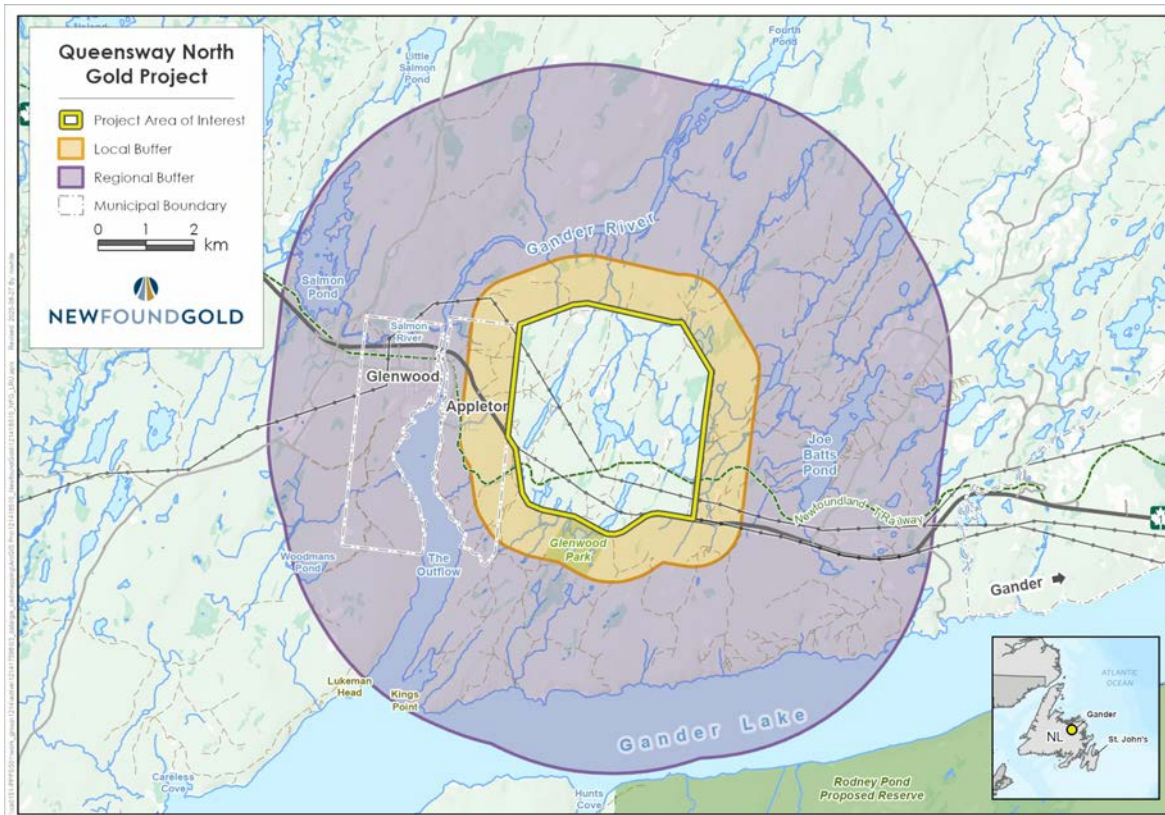 Queensway North
Gold Project
Project Area of Interest
Local Buffer
Regional Buffer
Municipal Boundary
0 1 2
km
NEWFOUNDGOLD
Little
Salmon
Pond
Fourth
Pond
Gander River
Salmon
Pond
Salmon
River
Glenwood
Appleton
Joe
Batts
Pond
Newfoundland T'Railway
Glenwood
Park
Woodmans
Pond
The
Outflow
Gander
Lukeman
Head
Kings
Point
Gander Lake
Careless
Cove
Hunts
Cove
Rodney Pond
Proposed Reserve
ATLANTIC
OCEAN
Gander
NL
St. John's